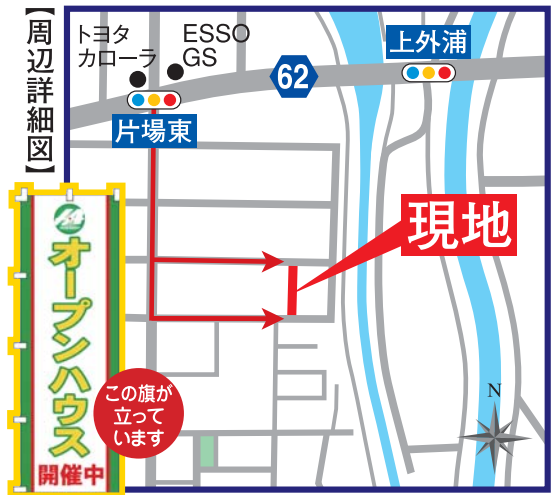 【周辺詳細図】
トヨタ
カローラ
ESSO
GS
62
上外浦
片場東
現地
オープンハウス
開催中
この旗が
立って
います
N